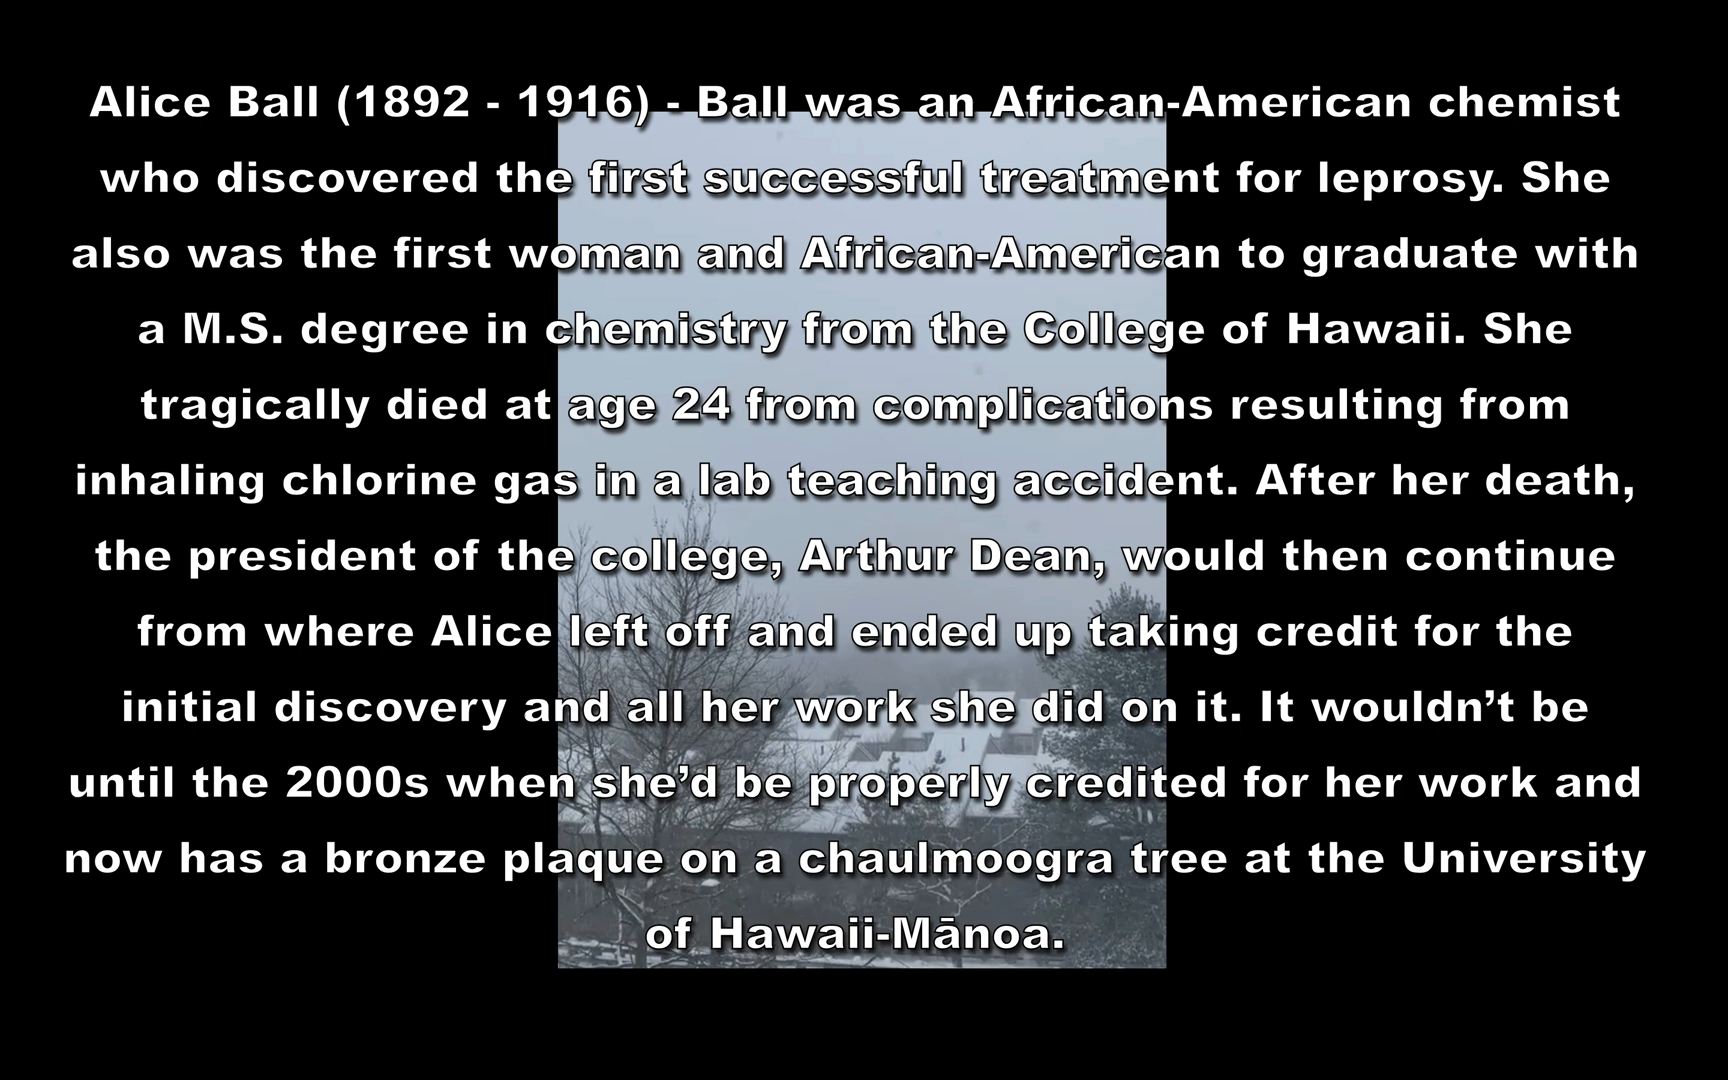 Alice Ball (1892 - 1916) - Ball was an African-American chemist
who discovered the first successful treatment for leprosy. She
also was the first woman and African-American to graduate with
a M.S. degree in chemistry from the College of Hawaii. She
tragically died at age 24 from complications resulting from
inhaling chlorine gas in a lab teaching accident. After her death,
the president of the college, Arthur Dean, would then continue
from where Alice left off and ended up taking credit for the
initial discovery and all her work she did on it. It wouldn’t be
until the 2000s when she’d be properly credited for her work and
now has a bronze plaque on a chaulmoogra tree at the University
of Hawaii-Mānoa.